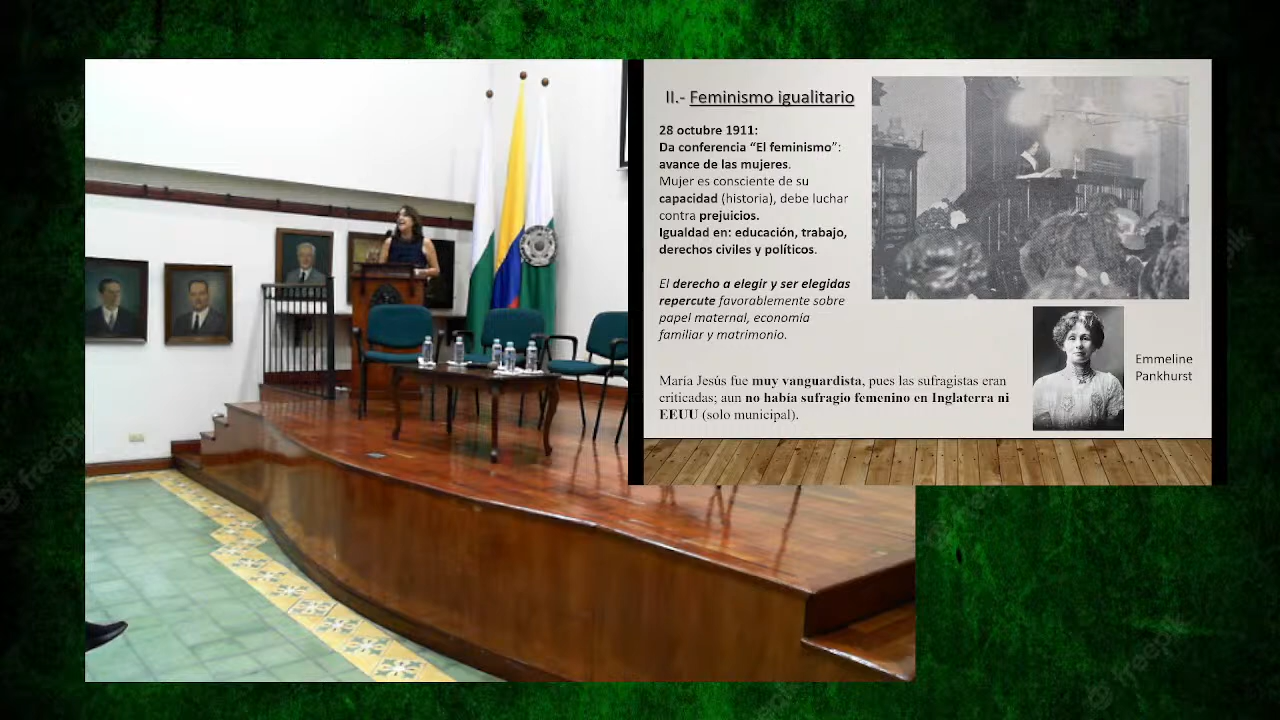 II.- Feminismo igualitario
28 octubre 1911:
Da conferencia “El feminismo”:
avance de las mujeres.
Mujer es consciente de su
capacidad (historia), debe luchar
contra prejuicios.
Igualdad en: educación, trabajo,
derechos civiles y políticos.
El derecho a elegir y ser elegidas
repercute favorablemente sobre
papel maternal, economía
familiar y matrimonio.
María Jesús fue muy vanguardista, pues las sufragistas eran
criticadas; aun no había sufragio femenino en Inglaterra ni
EEUU (solo municipal).
Emmeline
Pankhurst
freepik
freepik